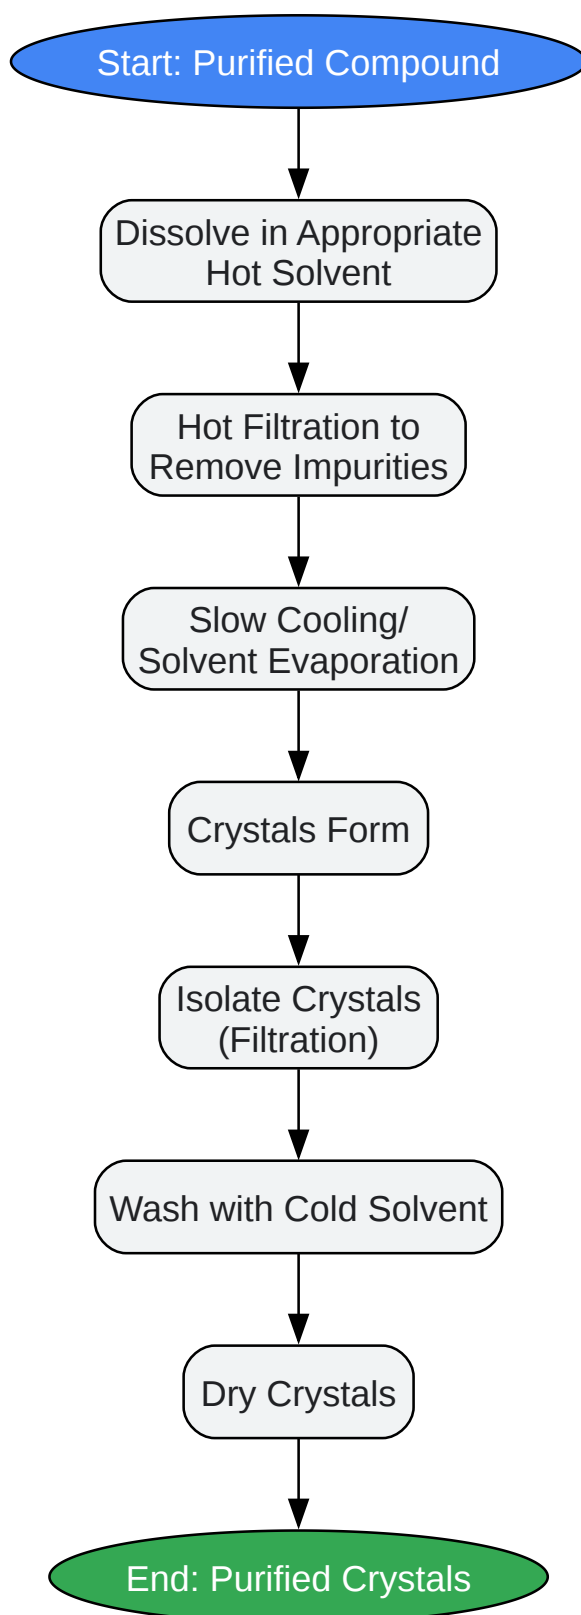 Start: Purified Compound
Dissolve in Appropriate
Hot Solvent
Hot Filtration to
Remove Impurities
Slow Cooling/
Solvent Evaporation
Crystals Form
Isolate Crystals
(Filtration)
Wash with Cold Solvent
Dry Crystals
End: Purified Crystals